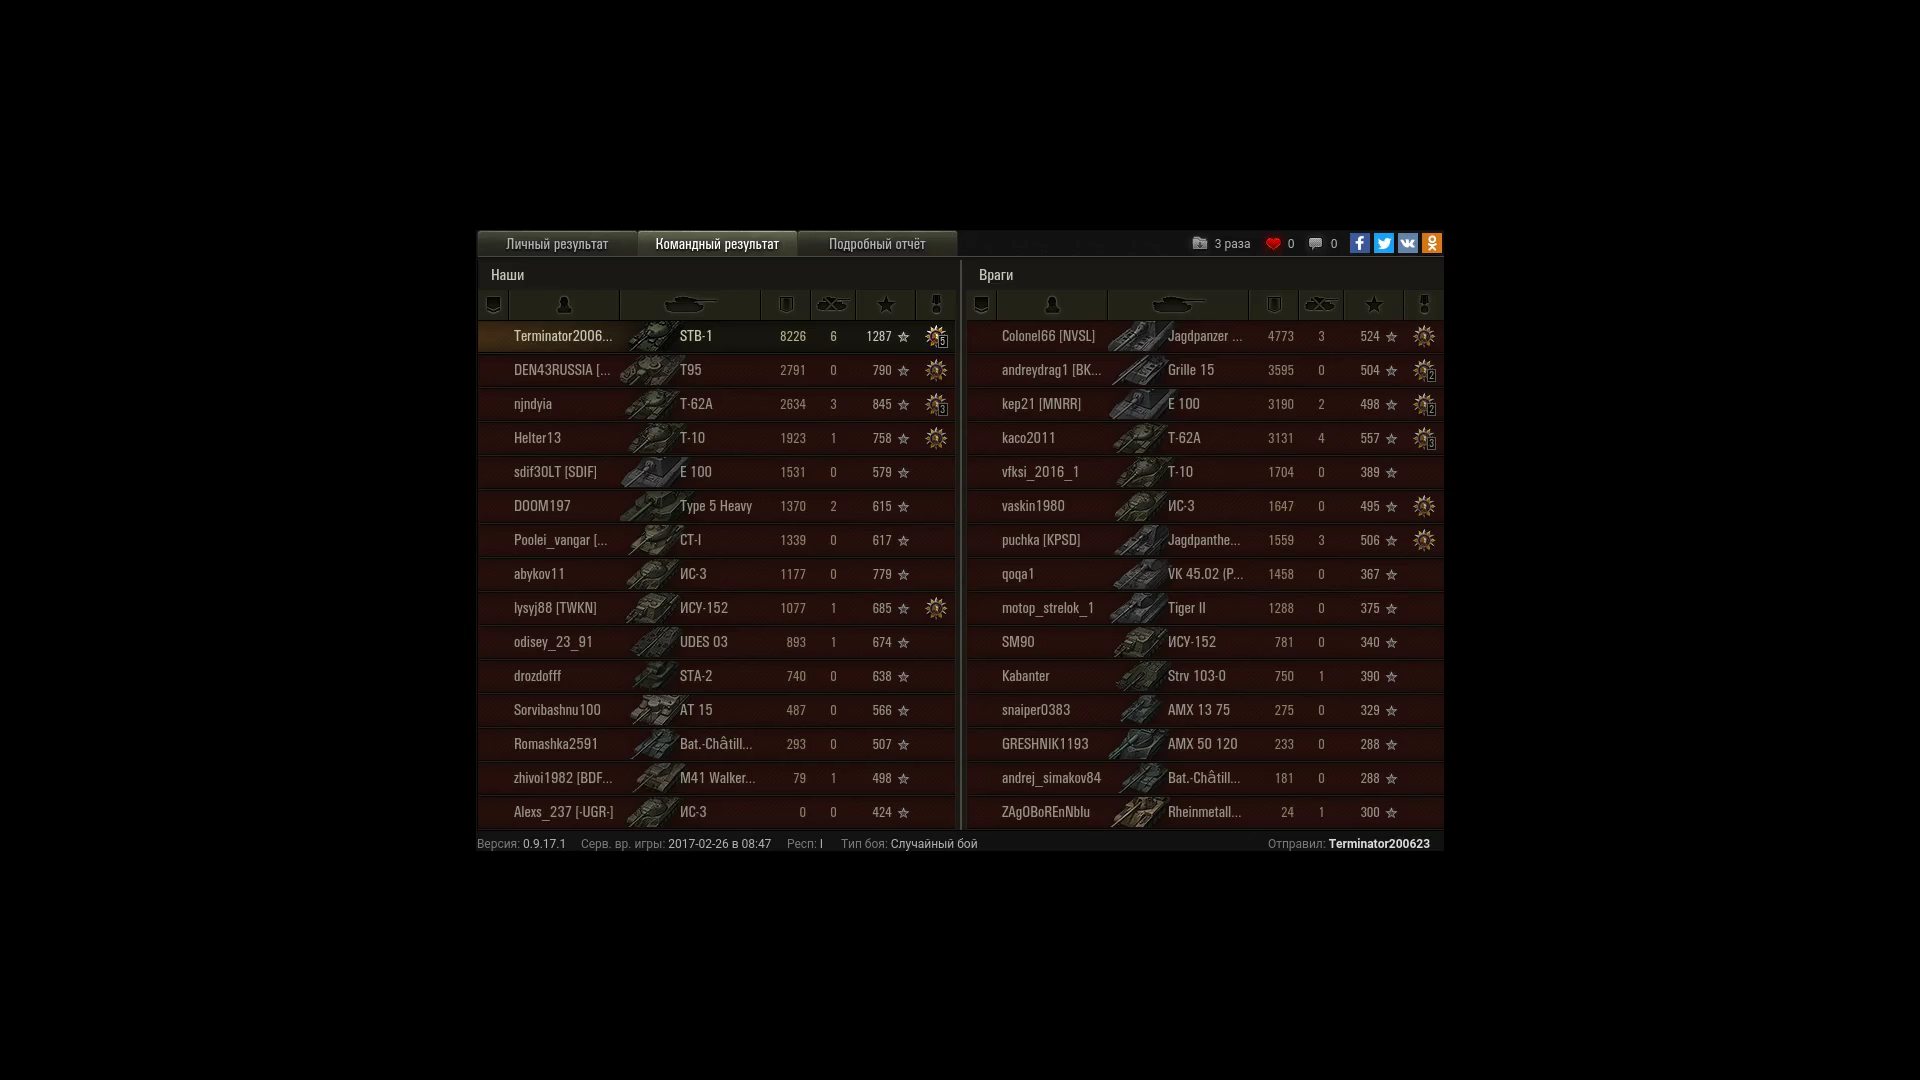 Личный результат Командный результат Подробный отчёт 3 раза 0 0
Наши Враги
Terminator2006... STB-1 8226 6 1287 5 Colonel66 [NVSL] Jagdpanzer ... 4773 3 524
DEN43RUSSIA [... T95 2791 0 790 andreydrag1 [BK... Grille 15 3595 0 504 2
njndyia Т-62А 2634 3 845 3 kep21 [MNRR] E 100 3190 2 498 2
Helter13 Т-10 1923 1 758 kaco2011 Т-62А 3131 4 557 3
sdif30LT [SDIF] E 100 1531 0 579 vfksi_2016_1 Т-10 1704 0 389
DOOM197 Type 5 Heavy 1370 2 615 vaskin1980 ИС-3 1647 0 495
Poolei_vangar [... СТ-I 1339 0 617 puchka [KPSD] Jagdpanthe... 1559 3 506
abykov11 ИС-3 1177 0 779 qoqa1 VK 45.02 (P... 1458 0 367
lysyj88 [TWKN] ИСУ-152 1077 1 685 motop_strelok_1 Tiger II 1288 0 375
odisey_23_91 UDES 03 893 1 674 SM90 ИСУ-152 781 0 340
drozdofff STA-2 740 0 638 Kabanter Strv 103-0 750 1 390
Sorvibashnu100 AT 15 487 0 566 snaiper0383 AMX 13 75 275 0 329
Romashka2591 Bat.-Châtill... 293 0 507 GRESHNIK1193 AMX 50 120 233 0 288
zhivoi1982 [BDF... M41 Walker... 79 1 498 andrej_simakov84 Bat.-Châtill... 181 0 288
Alexs_237 [-UGR-] ИС-3 0 0 424 ZAgOBoREnNbIu Rheinmetall... 24 1 300
Версия: 0.9.17.1 Серв. вр. игры: 2017-02-26 в 08:47 Респ: I Тип боя: Случайный бой Отправил: Terminator200623